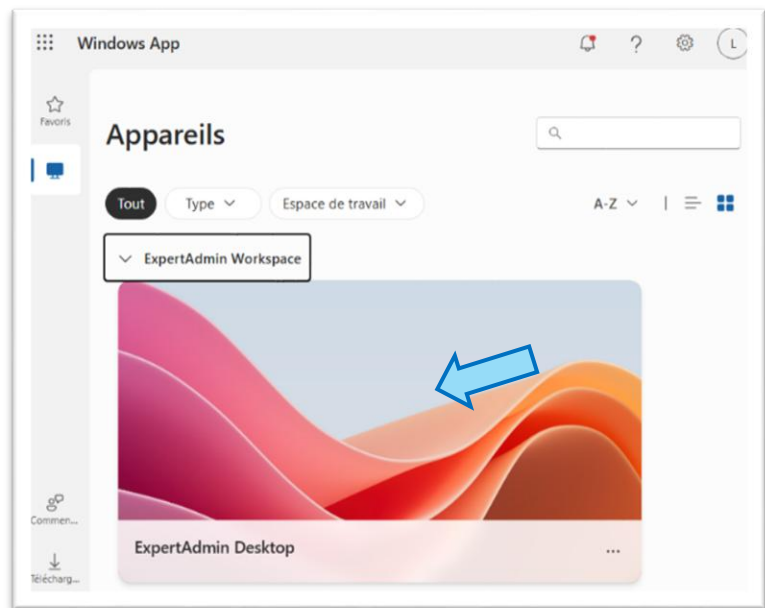 Windows App
?
L
Favoris
Appareils
Tout
Type
Espace de travail
A-Z
ExpertAdmin Workspace
ExpertAdmin Desktop
...
Commen...
Télécharg...